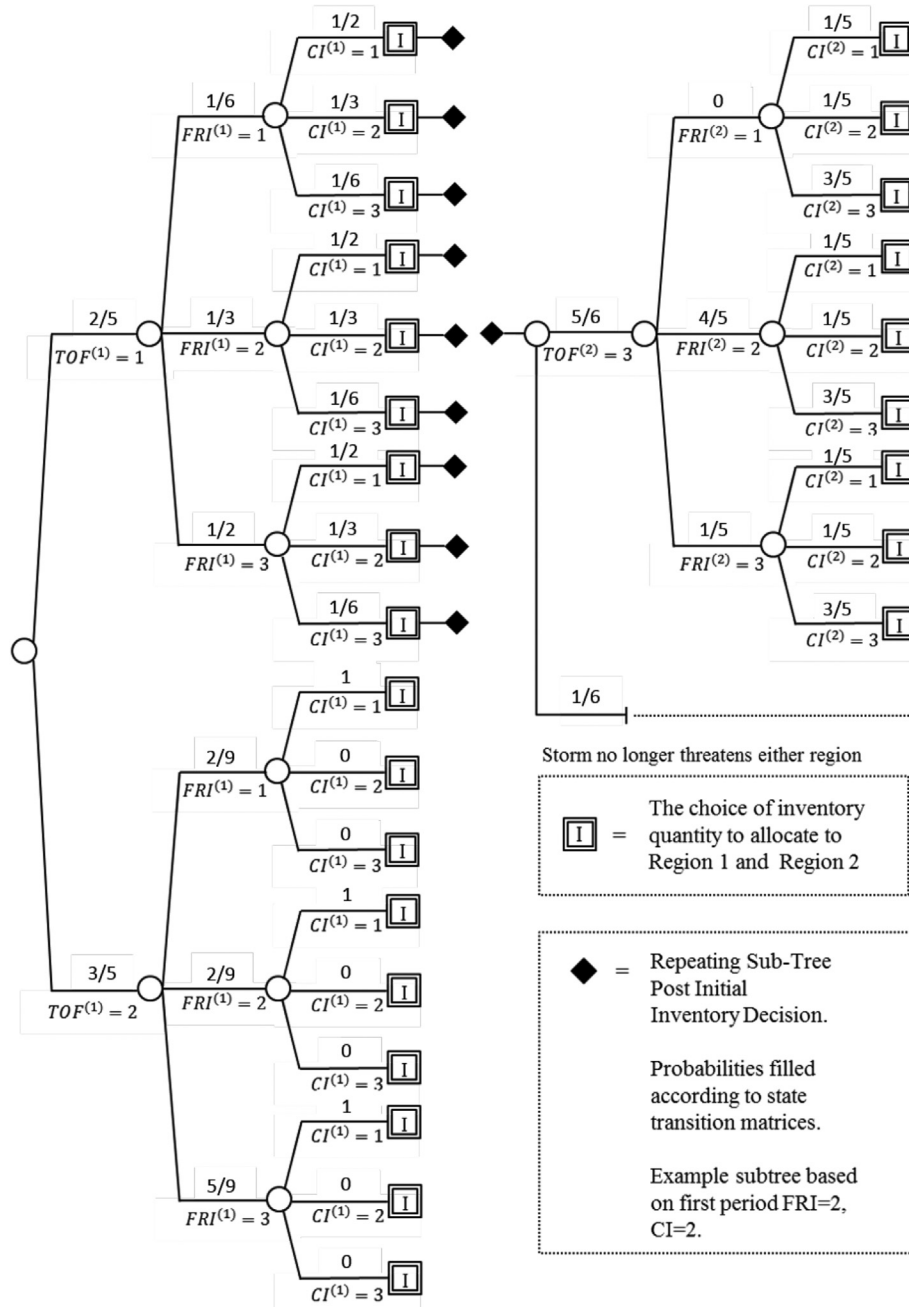 1/2
CI^(1) = 1
I
1/6
FRI^(1) = 1
1/3
CI^(1) = 2
I
1/6
CI^(1) = 3
I
2/5
TOF^(1) = 1
1/2
CI^(1) = 1
I
1/3
FRI^(1) = 2
1/3
CI^(1) = 2
I
1/6
CI^(1) = 3
I
1/2
CI^(1) = 1
I
1/2
FRI^(1) = 3
1/3
CI^(1) = 2
I
1/6
CI^(1) = 3
I
1
CI^(1) = 1
I
2/9
FRI^(1) = 1
0
CI^(1) = 2
I
0
CI^(1) = 3
I
3/5
TOF^(1) = 2
1
CI^(1) = 1
I
2/9
FRI^(1) = 2
0
CI^(1) = 2
I
0
CI^(1) = 3
I
1
CI^(1) = 1
I
5/9
FRI^(1) = 3
0
CI^(1) = 2
I
0
CI^(1) = 3
I
5/6
TOF^(2) = 3
1/5
CI^(2) = 1
I
0
FRI^(2) = 1
1/5
CI^(2) = 2
I
3/5
CI^(2) = 3
I
1/5
CI^(2) = 1
I
4/5
FRI^(2) = 2
1/5
CI^(2) = 2
I
3/5
CI^(2) = 3
I
1/5
CI^(2) = 1
I
1/5
FRI^(2) = 3
1/5
CI^(2) = 2
I
3/5
CI^(2) = 3
I
1/6
Storm no longer threatens either region
I = The choice of inventory
quantity to allocate to
Region 1 and Region 2
◆ = Repeating Sub-Tree
Post Initial
Inventory Decision.
Probabilities filled
according to state
transition matrices.
Example subtree based
on first period FRI=2,
CI=2.